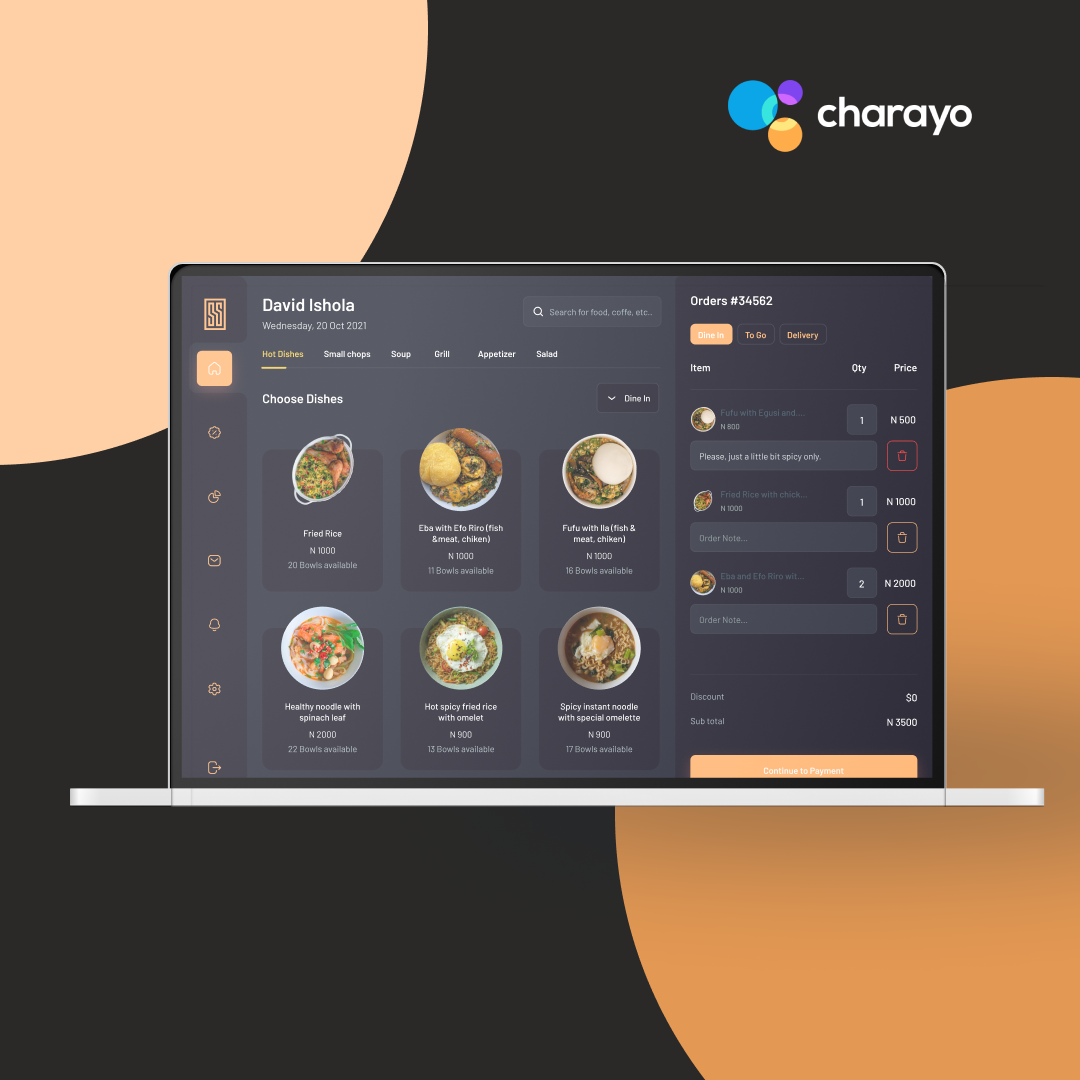 charayo
David Ishola
Wednesday, 20 Oct 2021
Search for food, coffe, etc..
Hot Dishes
Small chops
Soup
Grill
Appetizer
Salad
Choose Dishes
Dine In
Fried Rice
N 1000
20 Bowls available
Eba with Efo Riro (fish
&meat, chiken)
N 1000
11 Bowls available
Fufu with Ila (fish &
meat, chiken)
N 1000
16 Bowls available
Healthy noodle with
spinach leaf
N 2000
22 Bowls available
Hot spicy fried rice
with omelet
N 900
13 Bowls available
Spicy instant noodle
with special omelette
N 900
17 Bowls available
Orders #34562
Dine In
To Go
Delivery
Item
Qty
Price
Fufu with Egusi and....
N 800
1
N 500
Please, just a little bit spicy only.
Fried Rice with chick...
N 1000
1
N 1000
Order Note...
Eba and Efo Riro wit...
N 1000
2
N 2000
Order Note...
Discount
$0
Sub total
N 3500
Continue to Payment